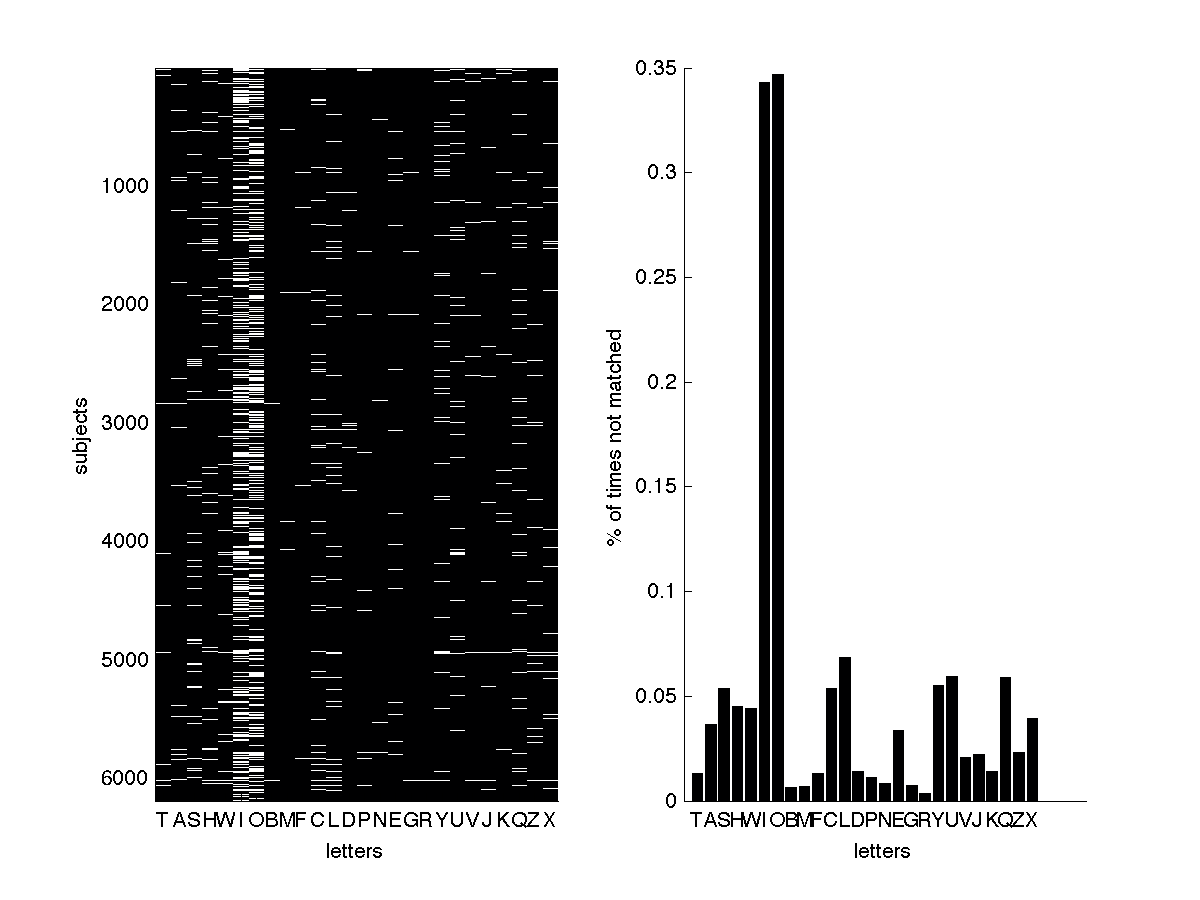 1000
2000
3000
4000
5000
6000
subjects
T A S H W I O B M F C L D P N E G R Y U V J K Q Z X
letters
0.35
0.3
0.25
0.2
0.15
0.1
0.05
0
% of times not matched
T A S H W I O B M F C L D P N E G R Y U V J K Q Z X
letters